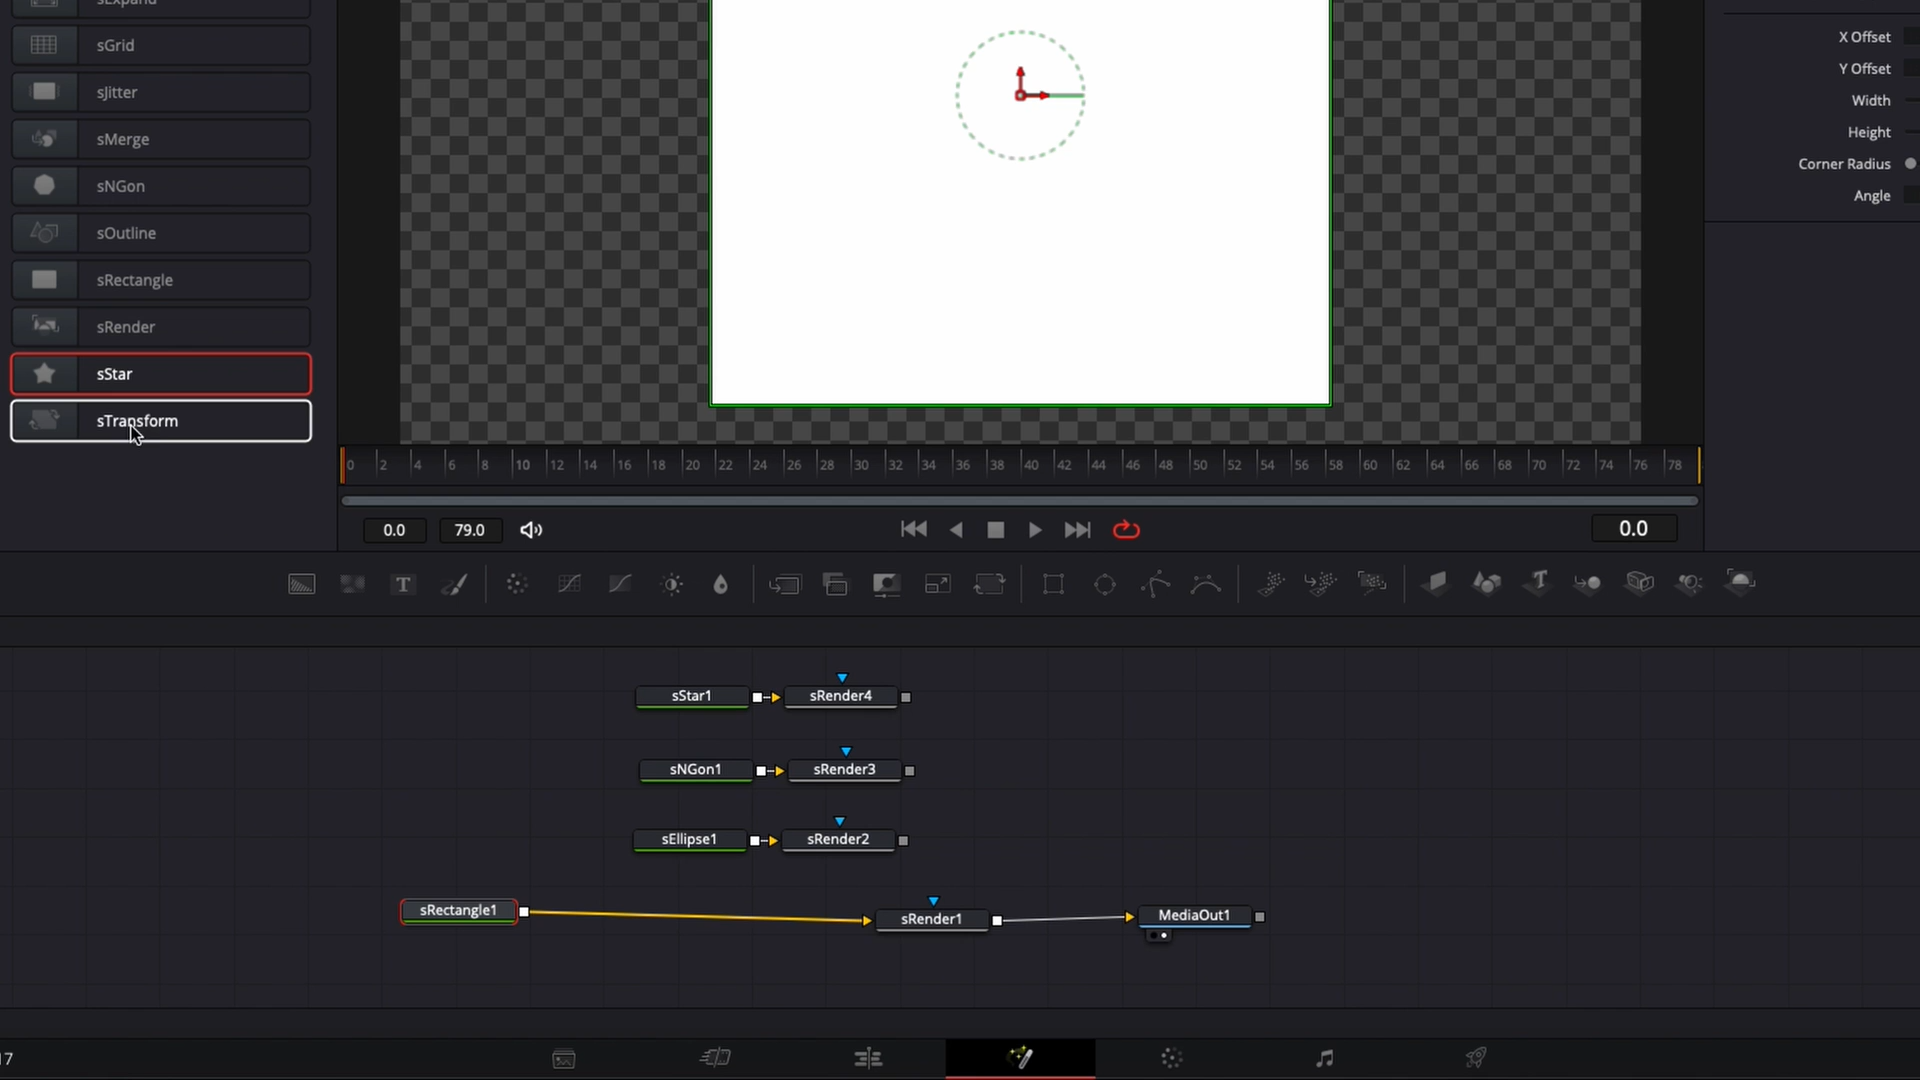 sExpand
sGrid
sJitter
sMerge
sNGon
sOutline
sRectangle
sRender
sStar
sTransform
X Offset
Y Offset
Width
Height
Corner Radius
Angle
0 2 4 6 8 10 12 14 16 18 20 22 24 26 28 30 32 34 36 38 40 42 44 46 48 50 52 54 56 58 60 62 64 66 68 70 72 74 76 78
0.0 79.0 0.0
T T
sStar1 sRender4
sNGon1 sRender3
sEllipse1 sRender2
sRectangle1 sRender1 MediaOut1
17